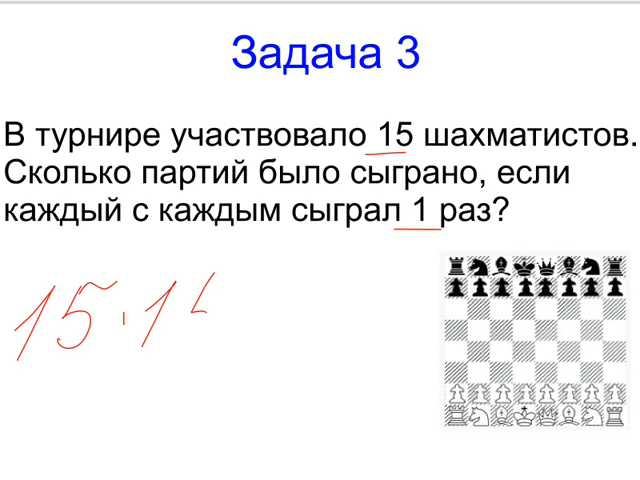 Задача 3
В турнире участвовало 15 шахматистов.
Сколько партий было сыграно, если
каждый с каждым сыграл 1 раз?
15 · 1